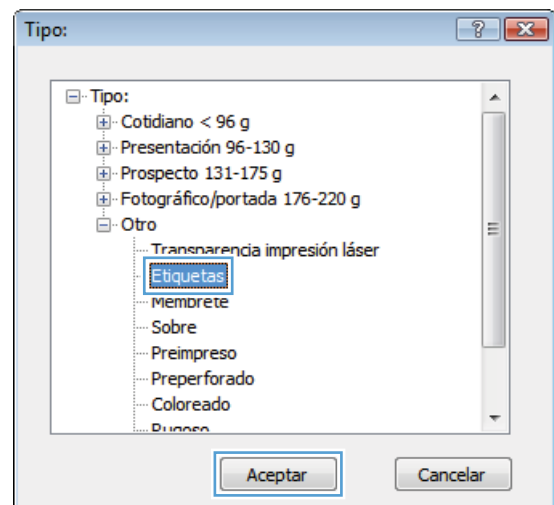 Tipo:
Tipo:
Cotidiano < 96 g
Presentación 96-130 g
Prospecto 131-175 g
Fotográfico/portada 176-220 g
Otro
Transparencia impresión láser
Etiquetas
Membrete
Sobre
Preimpreso
Preperforado
Coloreado
Rugoso
Aceptar
Cancelar